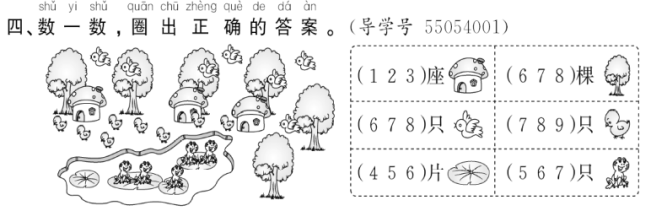 shǔ yi shǔ quān chū zhèng què de dá àn
四、数一数，圈出正确的答案。(导学号 55054001)
(1 2 3)座 (6 7 8)棵
(6 7 8)只 (7 8 9)只
(4 5 6)片 (5 6 7)只